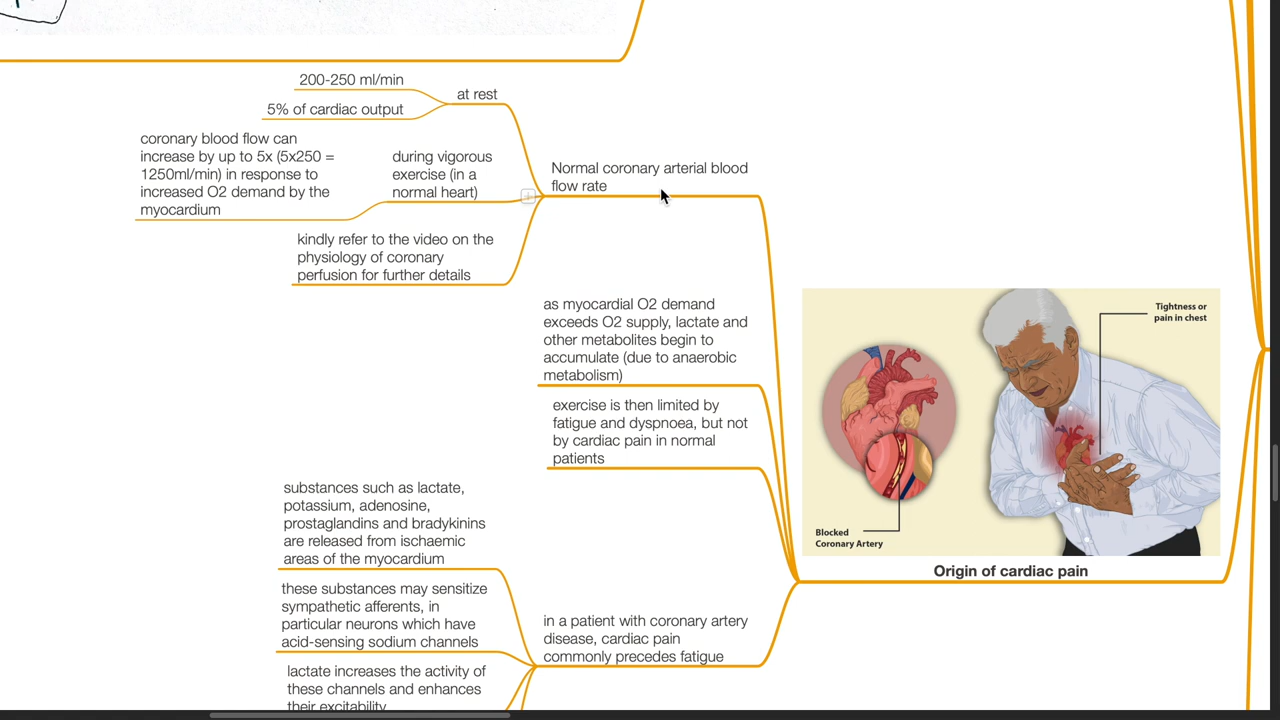 200-250 ml/min
5% of cardiac output
at rest
coronary blood flow can
increase by up to 5x (5x250 =
1250ml/min) in response to
increased O2 demand by the
myocardium
during vigorous
exercise (in a
normal heart)
kindly refer to the video on the
physiology of coronary
perfusion for further details
Normal coronary arterial blood
flow rate
as myocardial O2 demand
exceeds O2 supply, lactate and
other metabolites begin to
accumulate (due to anaerobic
metabolism)
exercise is then limited by
fatigue and dyspnoea, but not
by cardiac pain in normal
patients
substances such as lactate,
potassium, adenosine,
prostaglandins and bradykinins
are released from ischaemic
areas of the myocardium
these substances may sensitize
sympathetic afferents, in
particular neurons which have
acid-sensing sodium channels
lactate increases the activity of
these channels and enhances
their excitability
in a patient with coronary artery
disease, cardiac pain
commonly precedes fatigue
Tightness or
pain in chest
Blocked
Coronary Artery
Origin of cardiac pain